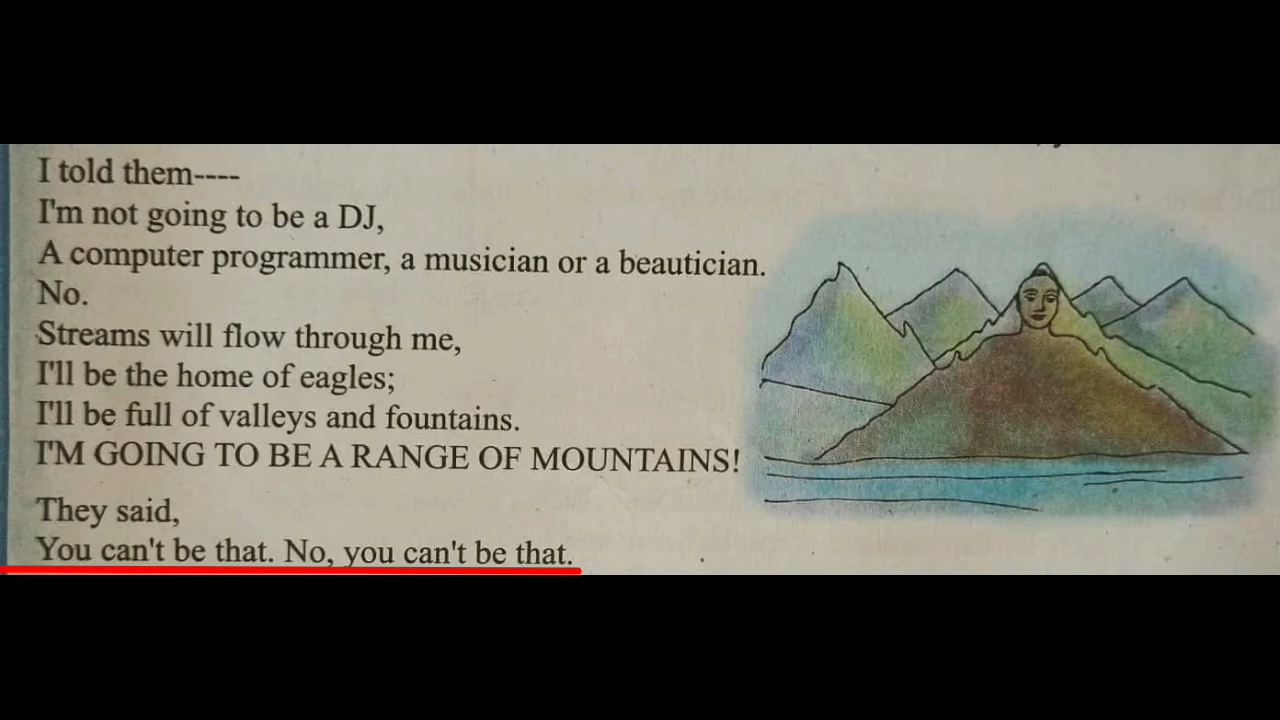 I told them----
I'm not going to be a DJ,
A computer programmer, a musician or a beautician.
No.
Streams will flow through me,
I'll be the home of eagles;
I'll be full of valleys and fountains.
I'M GOING TO BE A RANGE OF MOUNTAINS!
They said,
You can't be that. No, you can't be that.